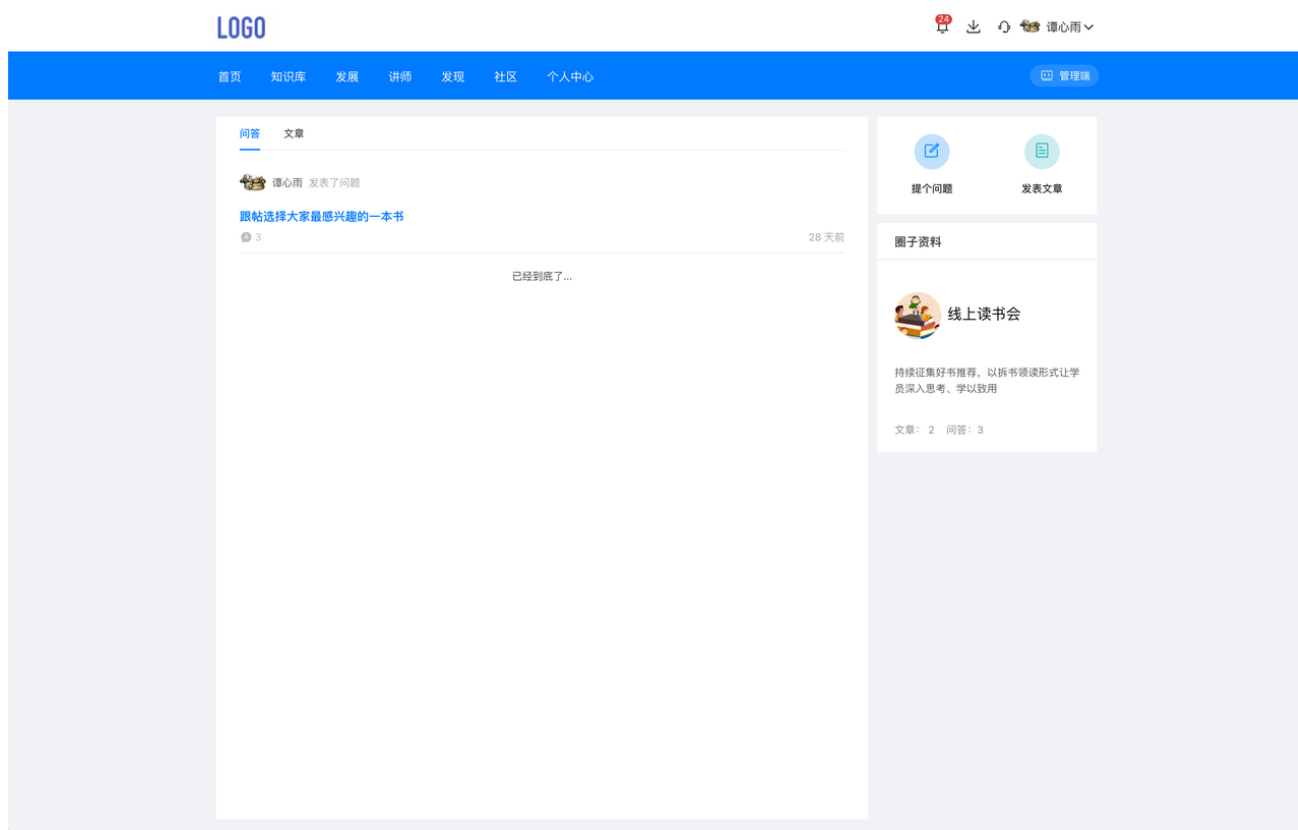 LOGO
24
谭心雨
首页 知识库 发展 讲师 发现 社区 个人中心
管理端
问答 文章
谭心雨 发表了问题
跟帖选择大家最感兴趣的一本书
3
28 天前
已经到底了...
提个问题 发表文章
圈子资料
线上读书会
持续征集好书推荐，以拆书领读形式让学
员深入思考、学以致用
文章： 2 问答： 3